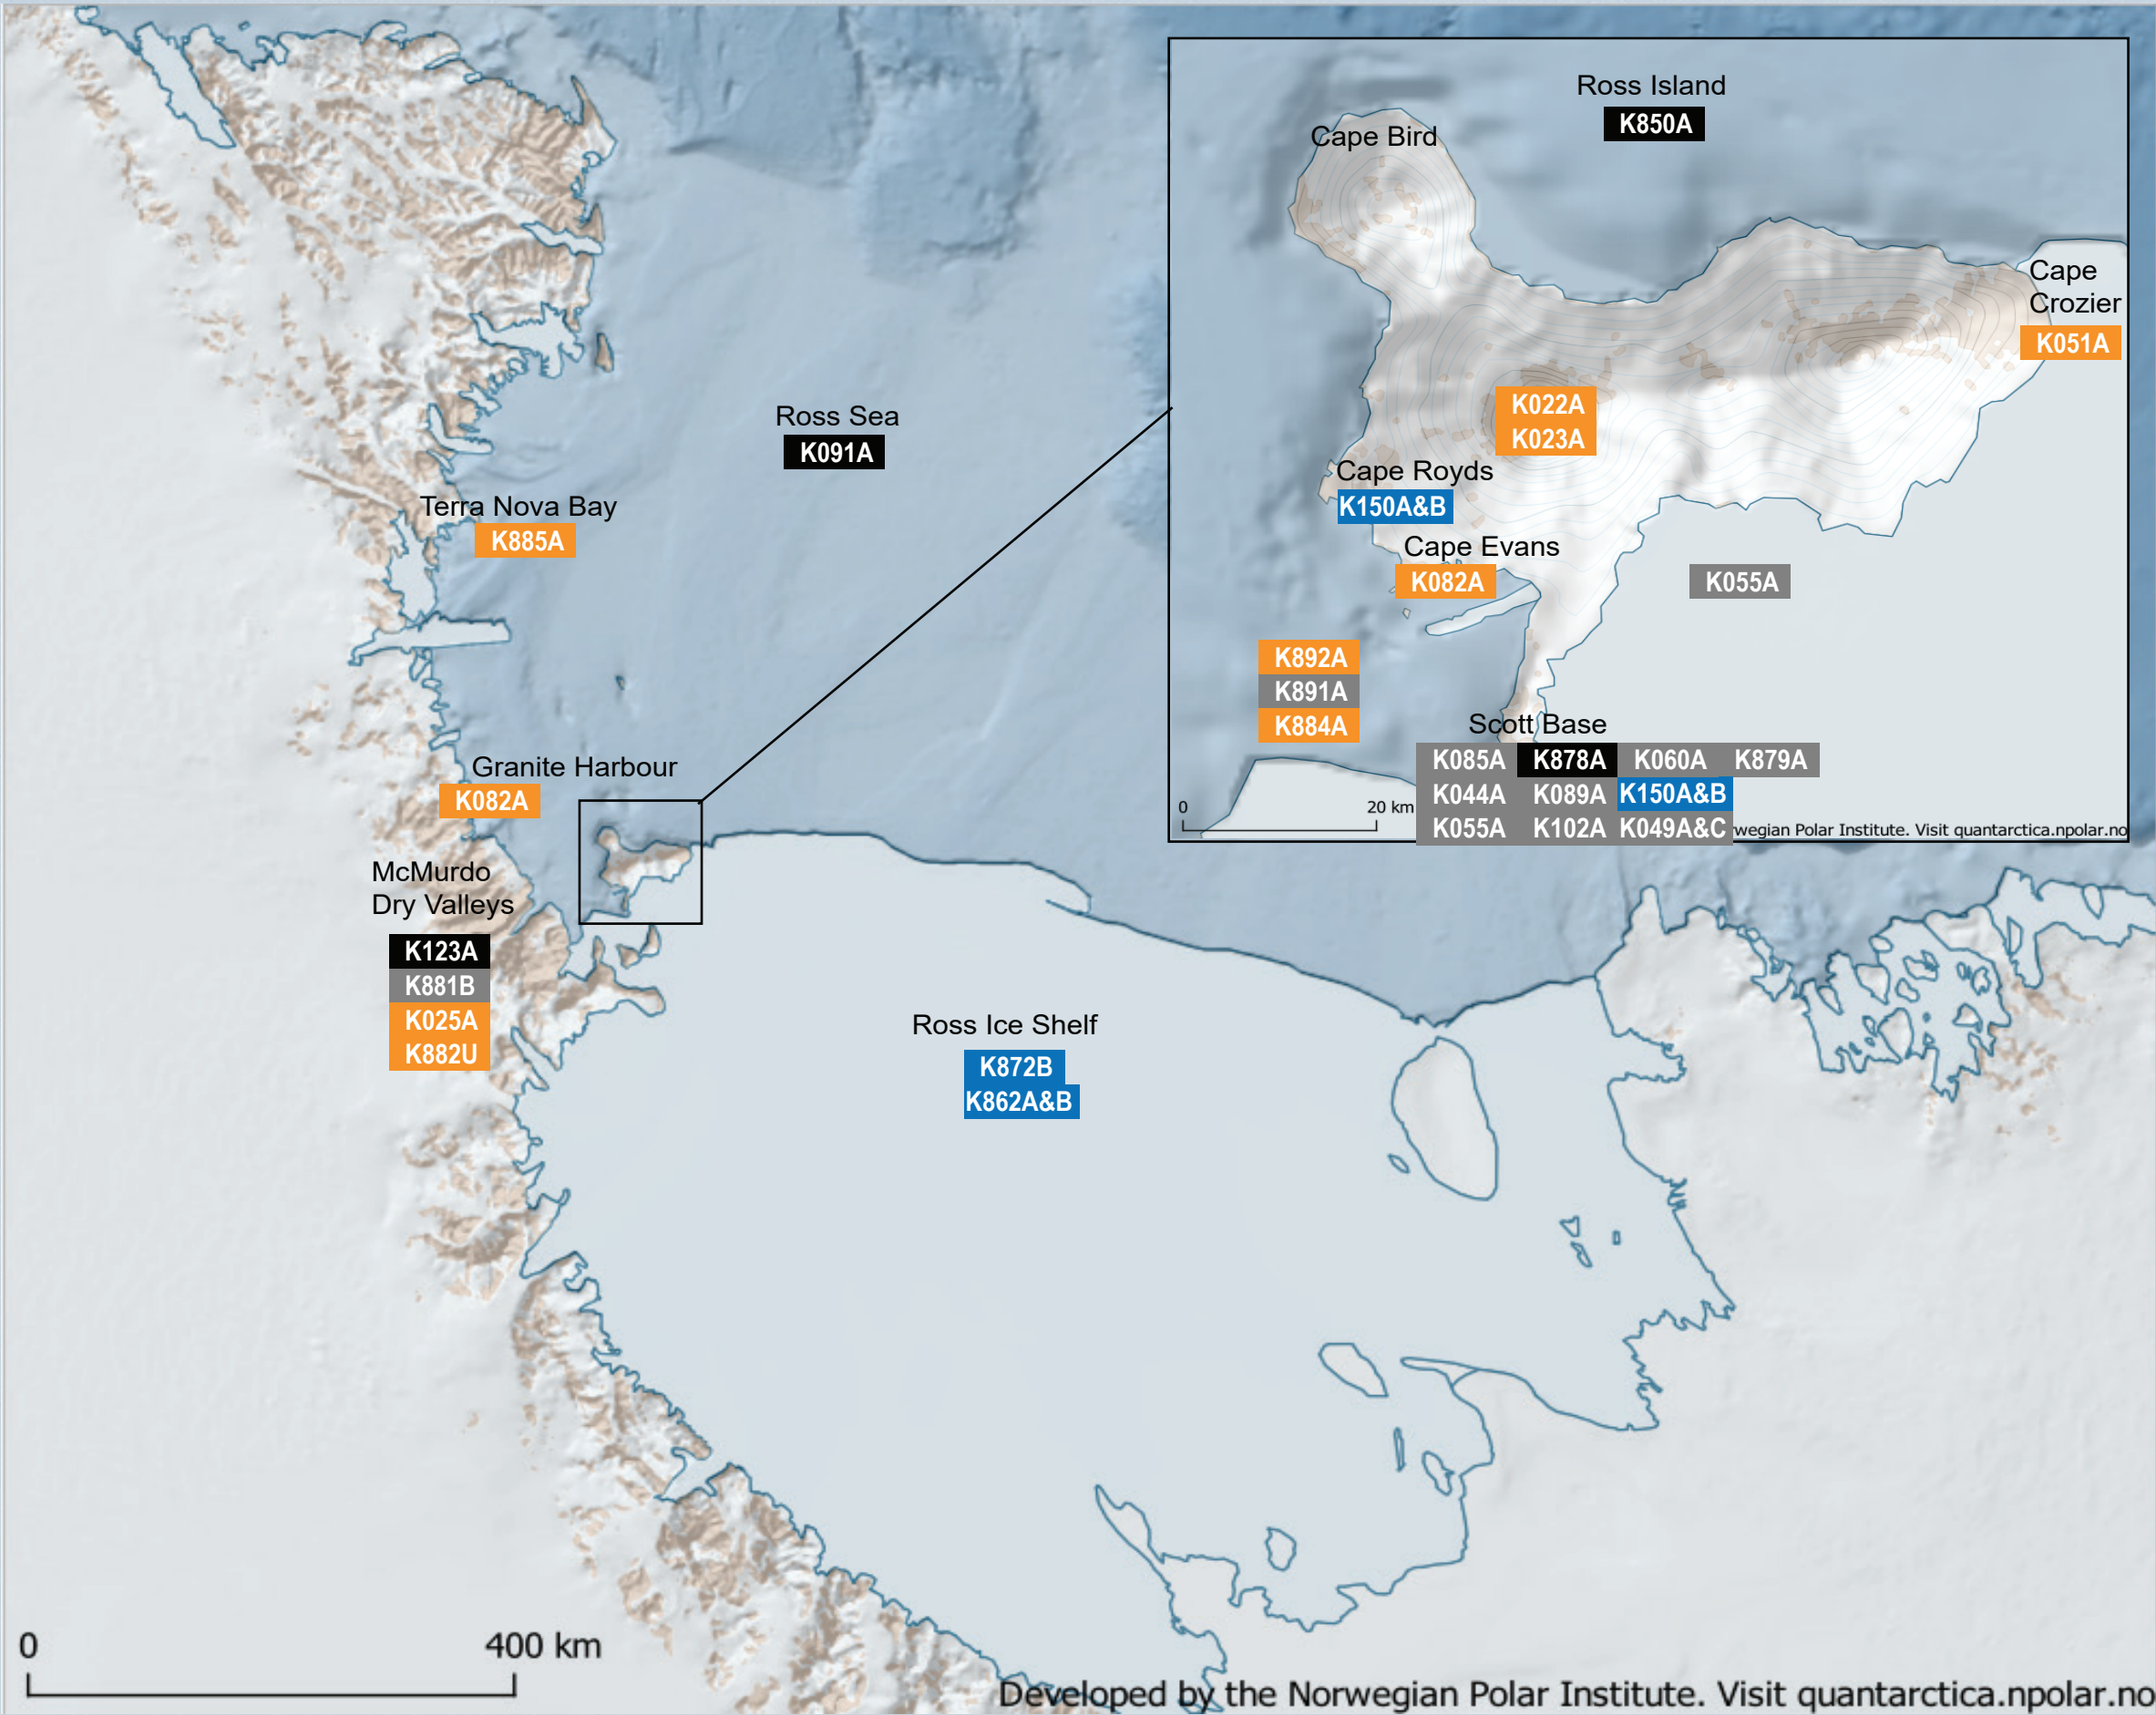 Ross Island
K850A
Cape Bird
Cape
Crozier
K051A
K022A
K023A
Cape Royds
K150A&B
Cape Evans
K082A
K055A
K892A
K891A
K884A
Scott Base
K085A K878A K060A K879A
K044A K089A K150A&B
K055A K102A K049A&C
0 20 km
wegian Polar Institute. Visit quantarctica.npolar.no
Ross Sea
K091A
Terra Nova Bay
K885A
Granite Harbour
K082A
McMurdo
Dry Valleys
K123A
K881B
K025A
K882U
Ross Ice Shelf
K872B
K862A&B
0 400 km
Developed by the Norwegian Polar Institute. Visit quantarctica.npolar.no